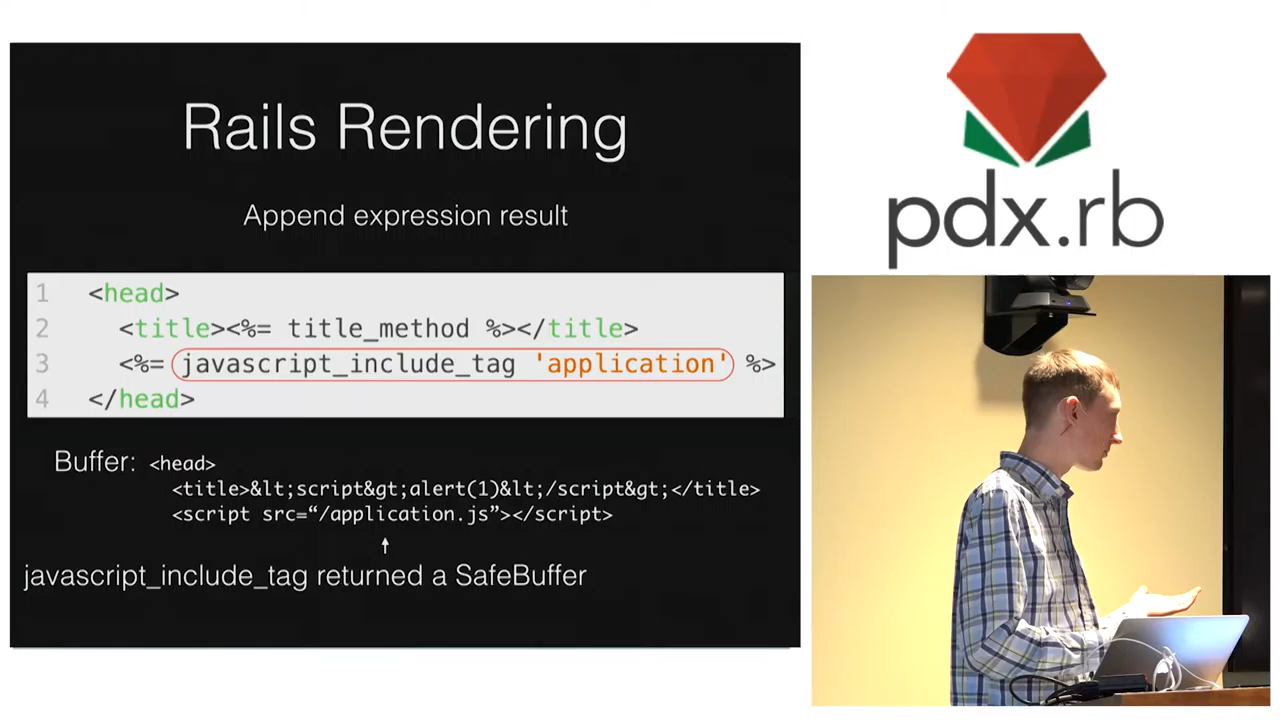 Rails Rendering
Append expression result
1 <head>
2 <title><%= title_method %></title>
3 <%= javascript_include_tag 'application' %>
4 </head>
Buffer: <head>
<title>&lt;script&gt;alert(1)&lt;/script&gt;</title>
<script src=“/application.js”></script>
javascript_include_tag returned a SafeBuffer
pdx.rb